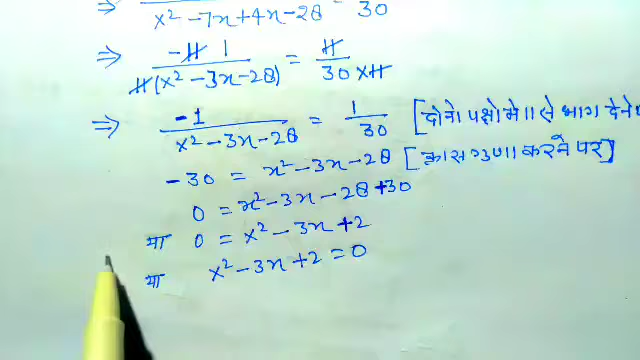 ⇒ x² - 7x + 4x - 28 30
⇒ -11 1 / 11(x² - 3x - 28) = 11 / 30 × 11
⇒ -1 / x² - 3x - 28 = 1 / 30 [दोनो पक्षो मे 11 से भाग देने
-30 = x² - 3x - 28 [क्रास गुणा करने पर]
0 = x² - 3x - 28 + 30
या 0 = x² - 3x + 2
या x² - 3x + 2 = 0